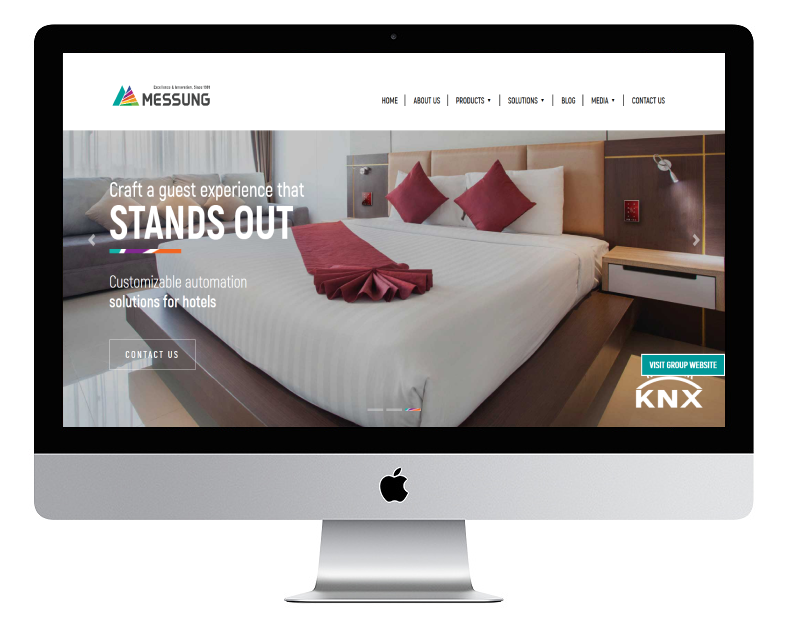 Excellence & Innovation, Since 1981
MESSUNG
HOME
ABOUT US
PRODUCTS
SOLUTIONS
BLOG
MEDIA
CONTACT US
Craft a guest experience that
STANDS OUT
Customizable automation
solutions for hotels
CONTACT US
VISIT GROUP WEBSITE
KNX